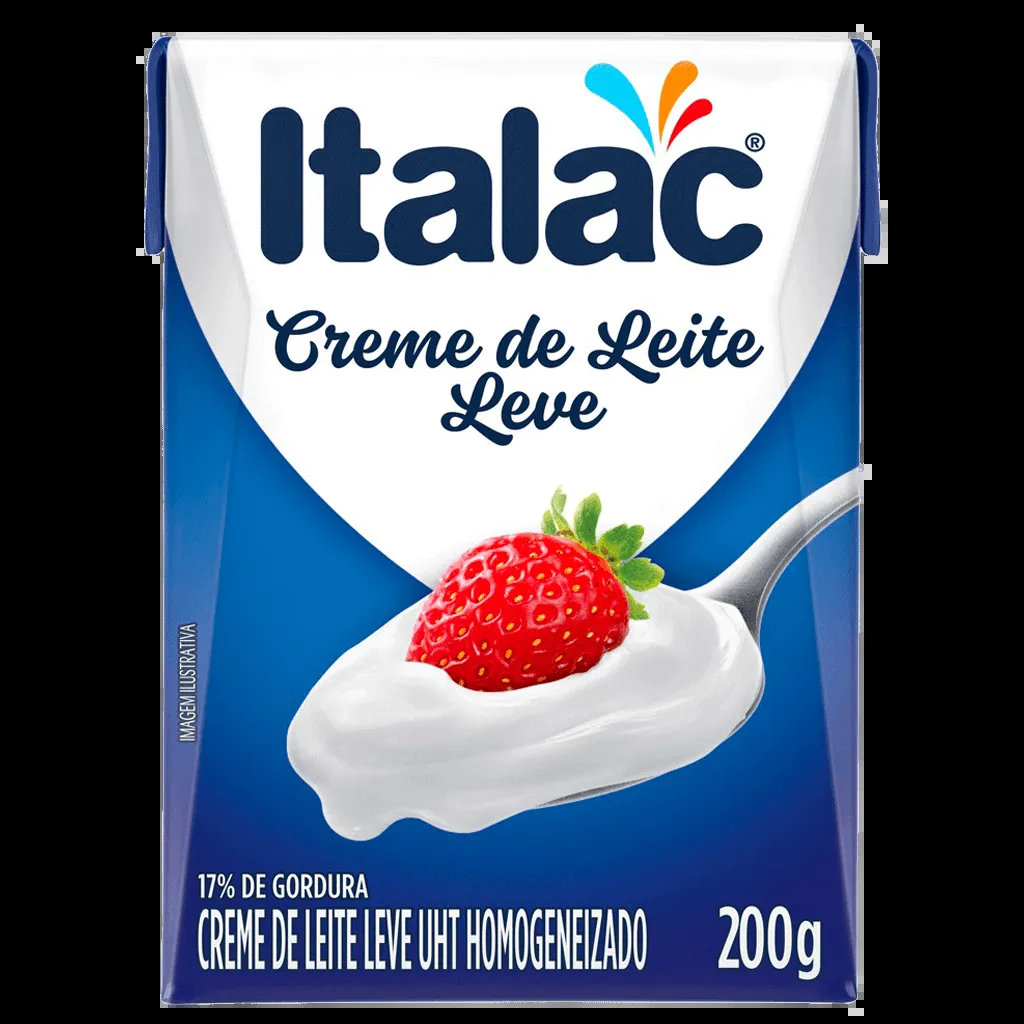 Italac®
Creme de Leite
Leve
IMAGEM ILUSTRATIVA
17% DE GORDURA
CREME DE LEITE LEVE UHT HOMOGENEIZADO
200g